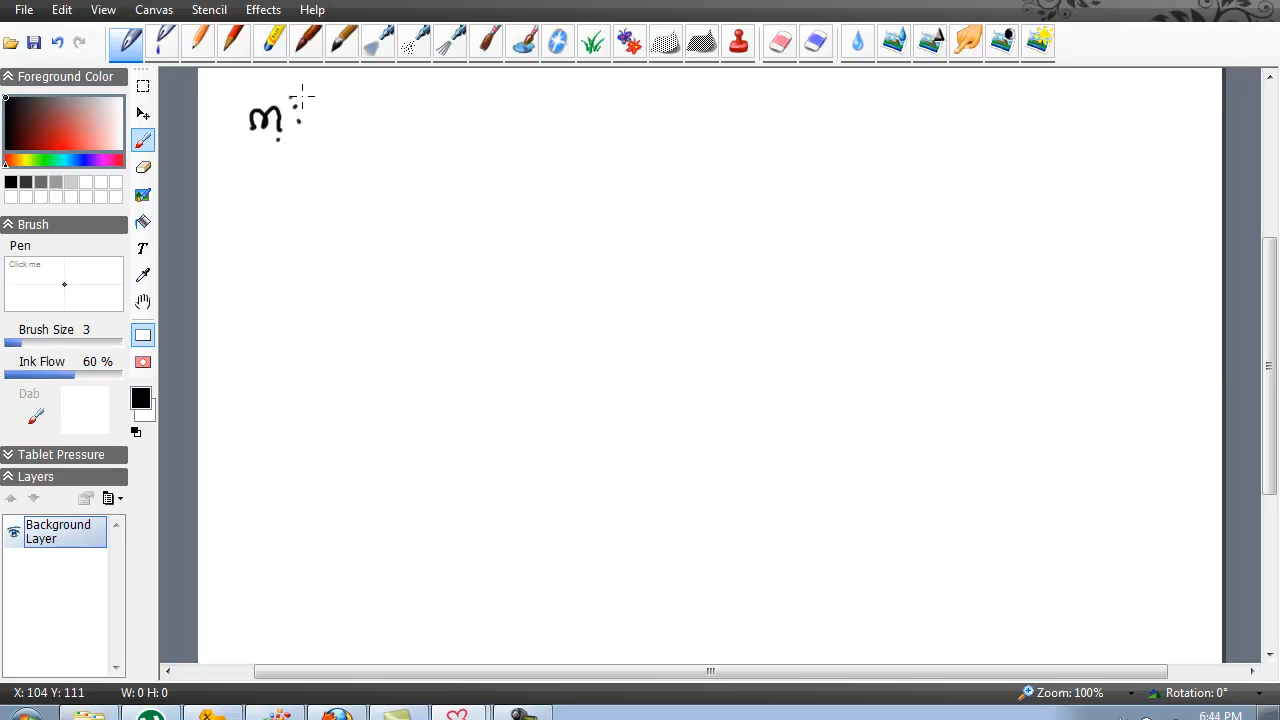 File Edit View Canvas Stencil Effects Help
Foreground Color
Brush
Pen
Click me
Brush Size 3
Ink Flow 60 %
Dab
Tablet Pressure
Layers
Background
Layer
m :
X: 104 Y: 111 W: 0 H: 0 Zoom: 100% Rotation: 0°
6:44 PM